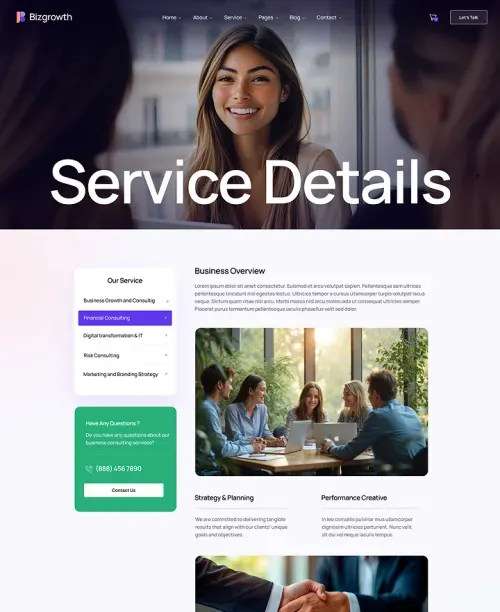 Bizgrowth
Home About Service Pages Blog Contact
Let's Talk
Service Details
Our Service
Business Growth and Consultig
Financial Consulting
Digital transformation & IT
Risk Consulting
Marketing and Branding Strategy
Have Any Questions ?
Do you have any questions about our
business consulting services?
(888) 456 7890
Contact Us
Business Overview
Lorem ipsum dolor sit amet consectetur. Euismod at arcu volutpat sapien. Pellentesque sem ultrices
pellentesque tincidunt nisl egestas lectus. Ultrices tempor a cursus ullamcorper turpis volutpat lacus
neque. Dictum quam vitae nisl arcu. Morbi massa nisl arcu malesuada ut consequat ultricies semper.
Placerat purus fermentum pellentesque iaculis phasellus velit sed dolor.
Strategy & Planning
We are committed to delivering tangible
results that align with our clients' unique
goals and objectives.
Performance Creative
In leo convallis pulvinar mus ullamcorper
dignissim ultricies parturient. Nunc velit
sit dui vel neque iaculis tempus.